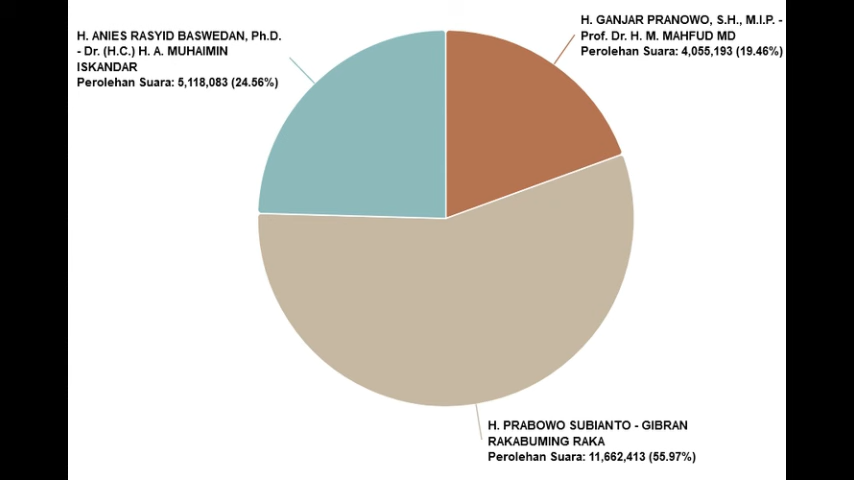 H. ANIES RASYID BASWEDAN, Ph.D.
- Dr. (H.C.) H. A. MUHAIMIN
ISKANDAR
Perolehan Suara: 5,118,083 (24.56%)
H. GANJAR PRANOWO, S.H., M.I.P. -
Prof. Dr. H. M. MAHFUD MD
Perolehan Suara: 4,055,193 (19.46%)
H. PRABOWO SUBIANTO - GIBRAN
RAKABUMING RAKA
Perolehan Suara: 11,662,413 (55.97%)